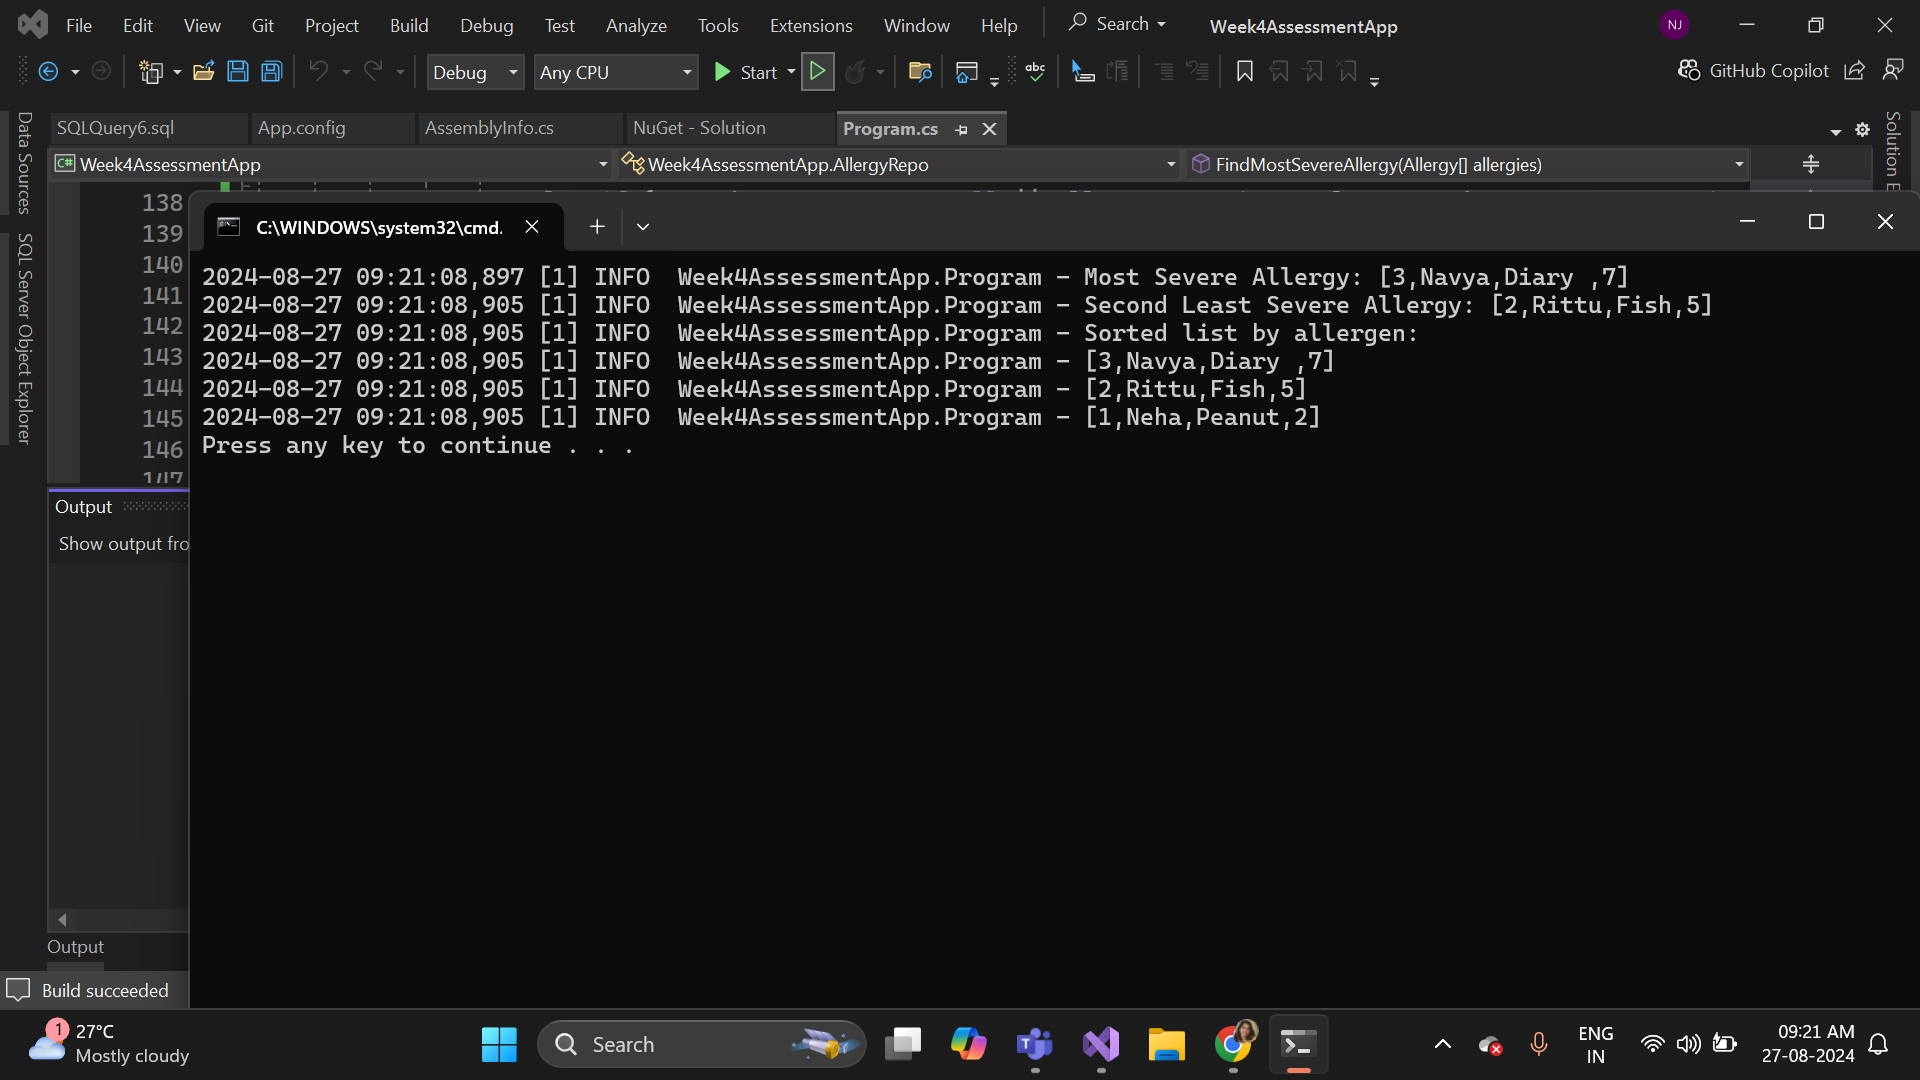 File Edit View Git Project Build Debug Test Analyze Tools Extensions Window Help Search Week4AssessmentApp NJ
Debug Any CPU Start abc GitHub Copilot
SQLQuery6.sql App.config AssemblyInfo.cs NuGet - Solution Program.cs
C# Week4AssessmentApp Week4AssessmentApp.AllergyRepo FindMostSevereAllergy(Allergy[] allergies)
Data Sources
SQL Server Object Explorer
Solution E
138
139
140
141
142
143
144
145
146
147
C:\WINDOWS\system32\cmd.
2024-08-27 09:21:08,897 [1] INFO  Week4AssessmentApp.Program - Most Severe Allergy: [3,Navya,Diary ,7]
2024-08-27 09:21:08,905 [1] INFO  Week4AssessmentApp.Program - Second Least Severe Allergy: [2,Rittu,Fish,5]
2024-08-27 09:21:08,905 [1] INFO  Week4AssessmentApp.Program - Sorted list by allergen:
2024-08-27 09:21:08,905 [1] INFO  Week4AssessmentApp.Program - [3,Navya,Diary ,7]
2024-08-27 09:21:08,905 [1] INFO  Week4AssessmentApp.Program - [2,Rittu,Fish,5]
2024-08-27 09:21:08,905 [1] INFO  Week4AssessmentApp.Program - [1,Neha,Peanut,2]
Press any key to continue . . .
Output
Show output fro
Output
Build succeeded
1 27°C
Mostly cloudy
Search
ENG
IN
09:21 AM
27-08-2024